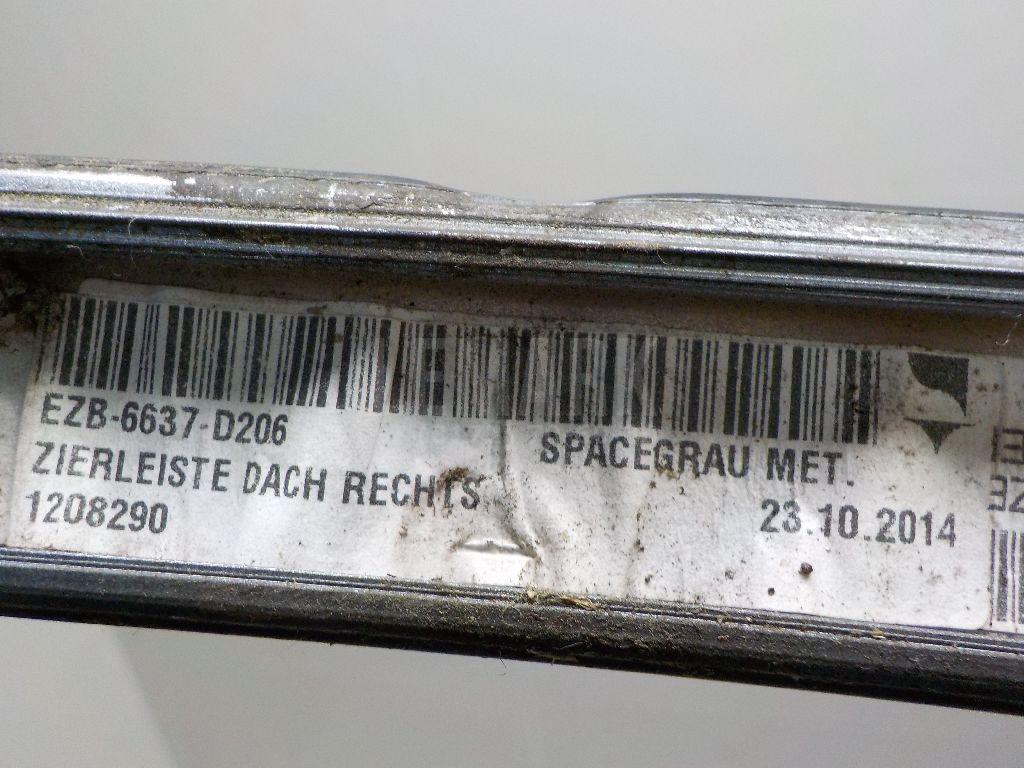 EZB-6637-D206
ZIERLEISTE DACH RECHTS
1208290
SPACEGRAU MET.
23.10.2014